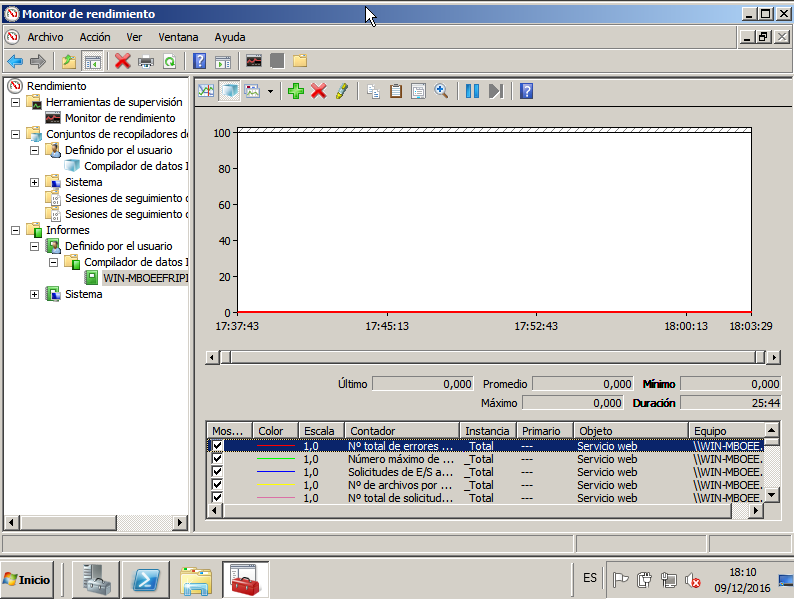 Monitor de rendimiento
Archivo Acción Ver Ventana Ayuda
Rendimiento
Herramientas de supervisión
Monitor de rendimiento
Conjuntos de recopiladores d
Definido por el usuario
Compilador de datos I
Sistema
Sesiones de seguimiento d
Sesiones de seguimiento d
Informes
Definido por el usuario
Compilador de datos I
WIN-MBOEEFRIPI
Sistema
100
80
60
40
20
0
17:37:43 17:45:13 17:52:43 18:00:13 18:03:29
Último 0,000 Promedio 0,000 Mínimo 0,000
Máximo 0,000 Duración 25:44
Mos... Color Escala Contador Instancia Primario Objeto Equipo
1,0 Nº total de errores ... _Total --- Servicio web \\WIN-MBOEE...
1,0 Número máximo de ... _Total --- Servicio web \\WIN-MBOEE...
1,0 Solicitudes de E/S a... _Total --- Servicio web \\WIN-MBOEE...
1,0 Nº de archivos por ... _Total --- Servicio web \\WIN-MBOEE...
1,0 Nº total de solicitud... _Total --- Servicio web \\WIN-MBOEE...
Inicio
ES
18:10
09/12/2016